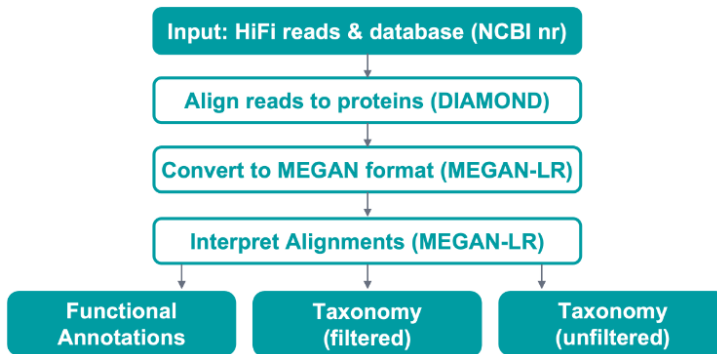 Input: HiFi reads & database (NCBI nr)
Align reads to proteins (DIAMOND)
Convert to MEGAN format (MEGAN-LR)
Interpret Alignments (MEGAN-LR)
Functional
Annotations
Taxonomy
(filtered)
Taxonomy
(unfiltered)